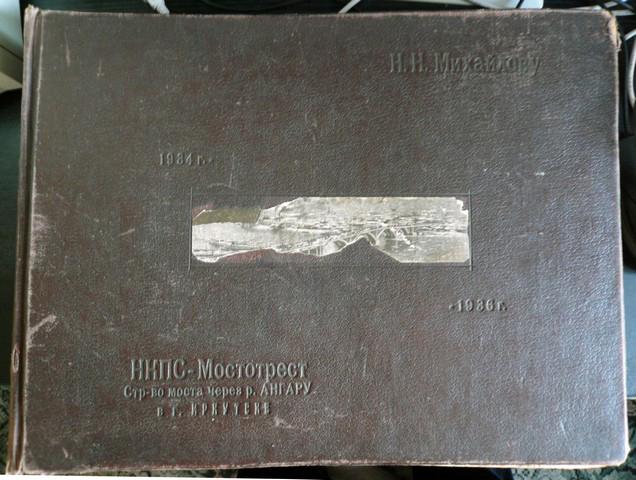 Н.Н. Михайлову
1934 г.-
-1936 г.
НКПС-Мостотрест
Стр-во моста через р. АНГАРУ
в г. ИРКУТСКЕ